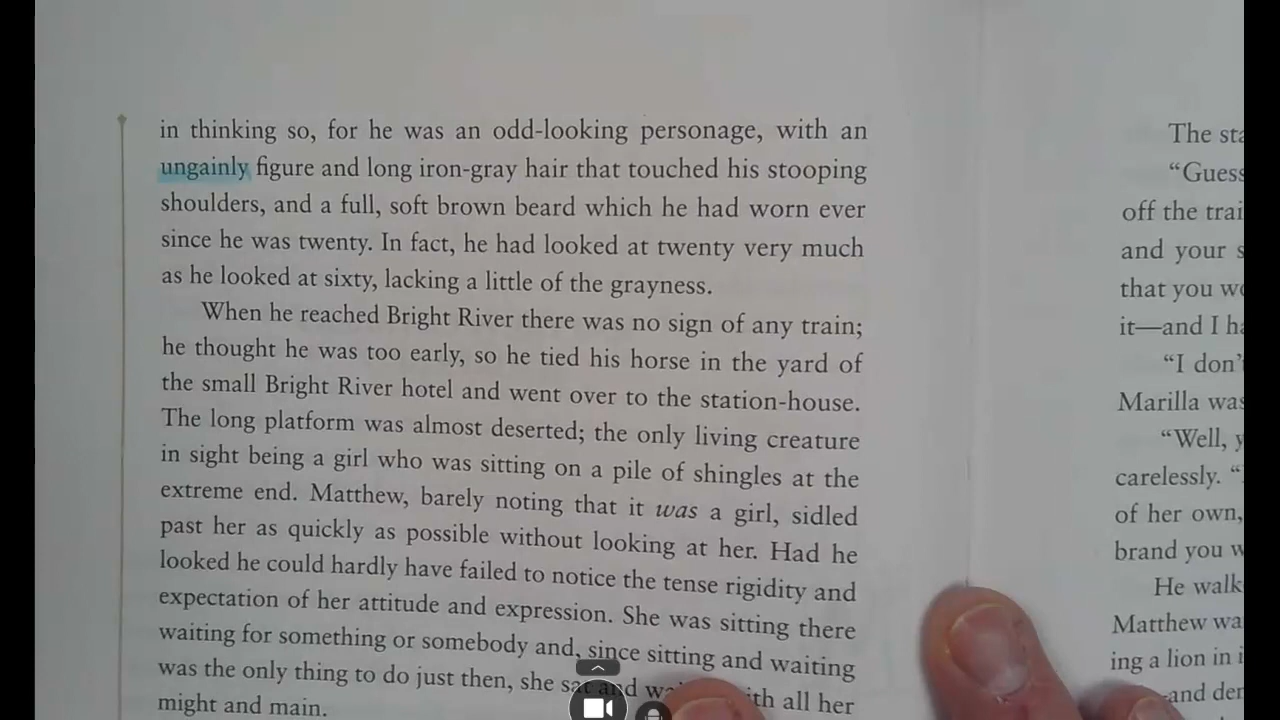 in thinking so, for he was an odd-looking personage, with an
ungainly figure and long iron-gray hair that touched his stooping
shoulders, and a full, soft brown beard which he had worn ever
since he was twenty. In fact, he had looked at twenty very much
as he looked at sixty, lacking a little of the grayness.
When he reached Bright River there was no sign of any train;
he thought he was too early, so he tied his horse in the yard of
the small Bright River hotel and went over to the station-house.
The long platform was almost deserted; the only living creature
in sight being a girl who was sitting on a pile of shingles at the
extreme end. Matthew, barely noting that it was a girl, sidled
past her as quickly as possible without looking at her. Had he
looked he could hardly have failed to notice the tense rigidity and
expectation of her attitude and expression. She was sitting there
waiting for something or somebody and, since sitting and waiting
was the only thing to do just then, she sat and with all her
might and main.
The
“Guess
off the
and your
that you
it—and I
“I don’t
Marilla was
“Well,
carelessly.
of her own,
brand you
He
Matthew
ing a lion in
—and